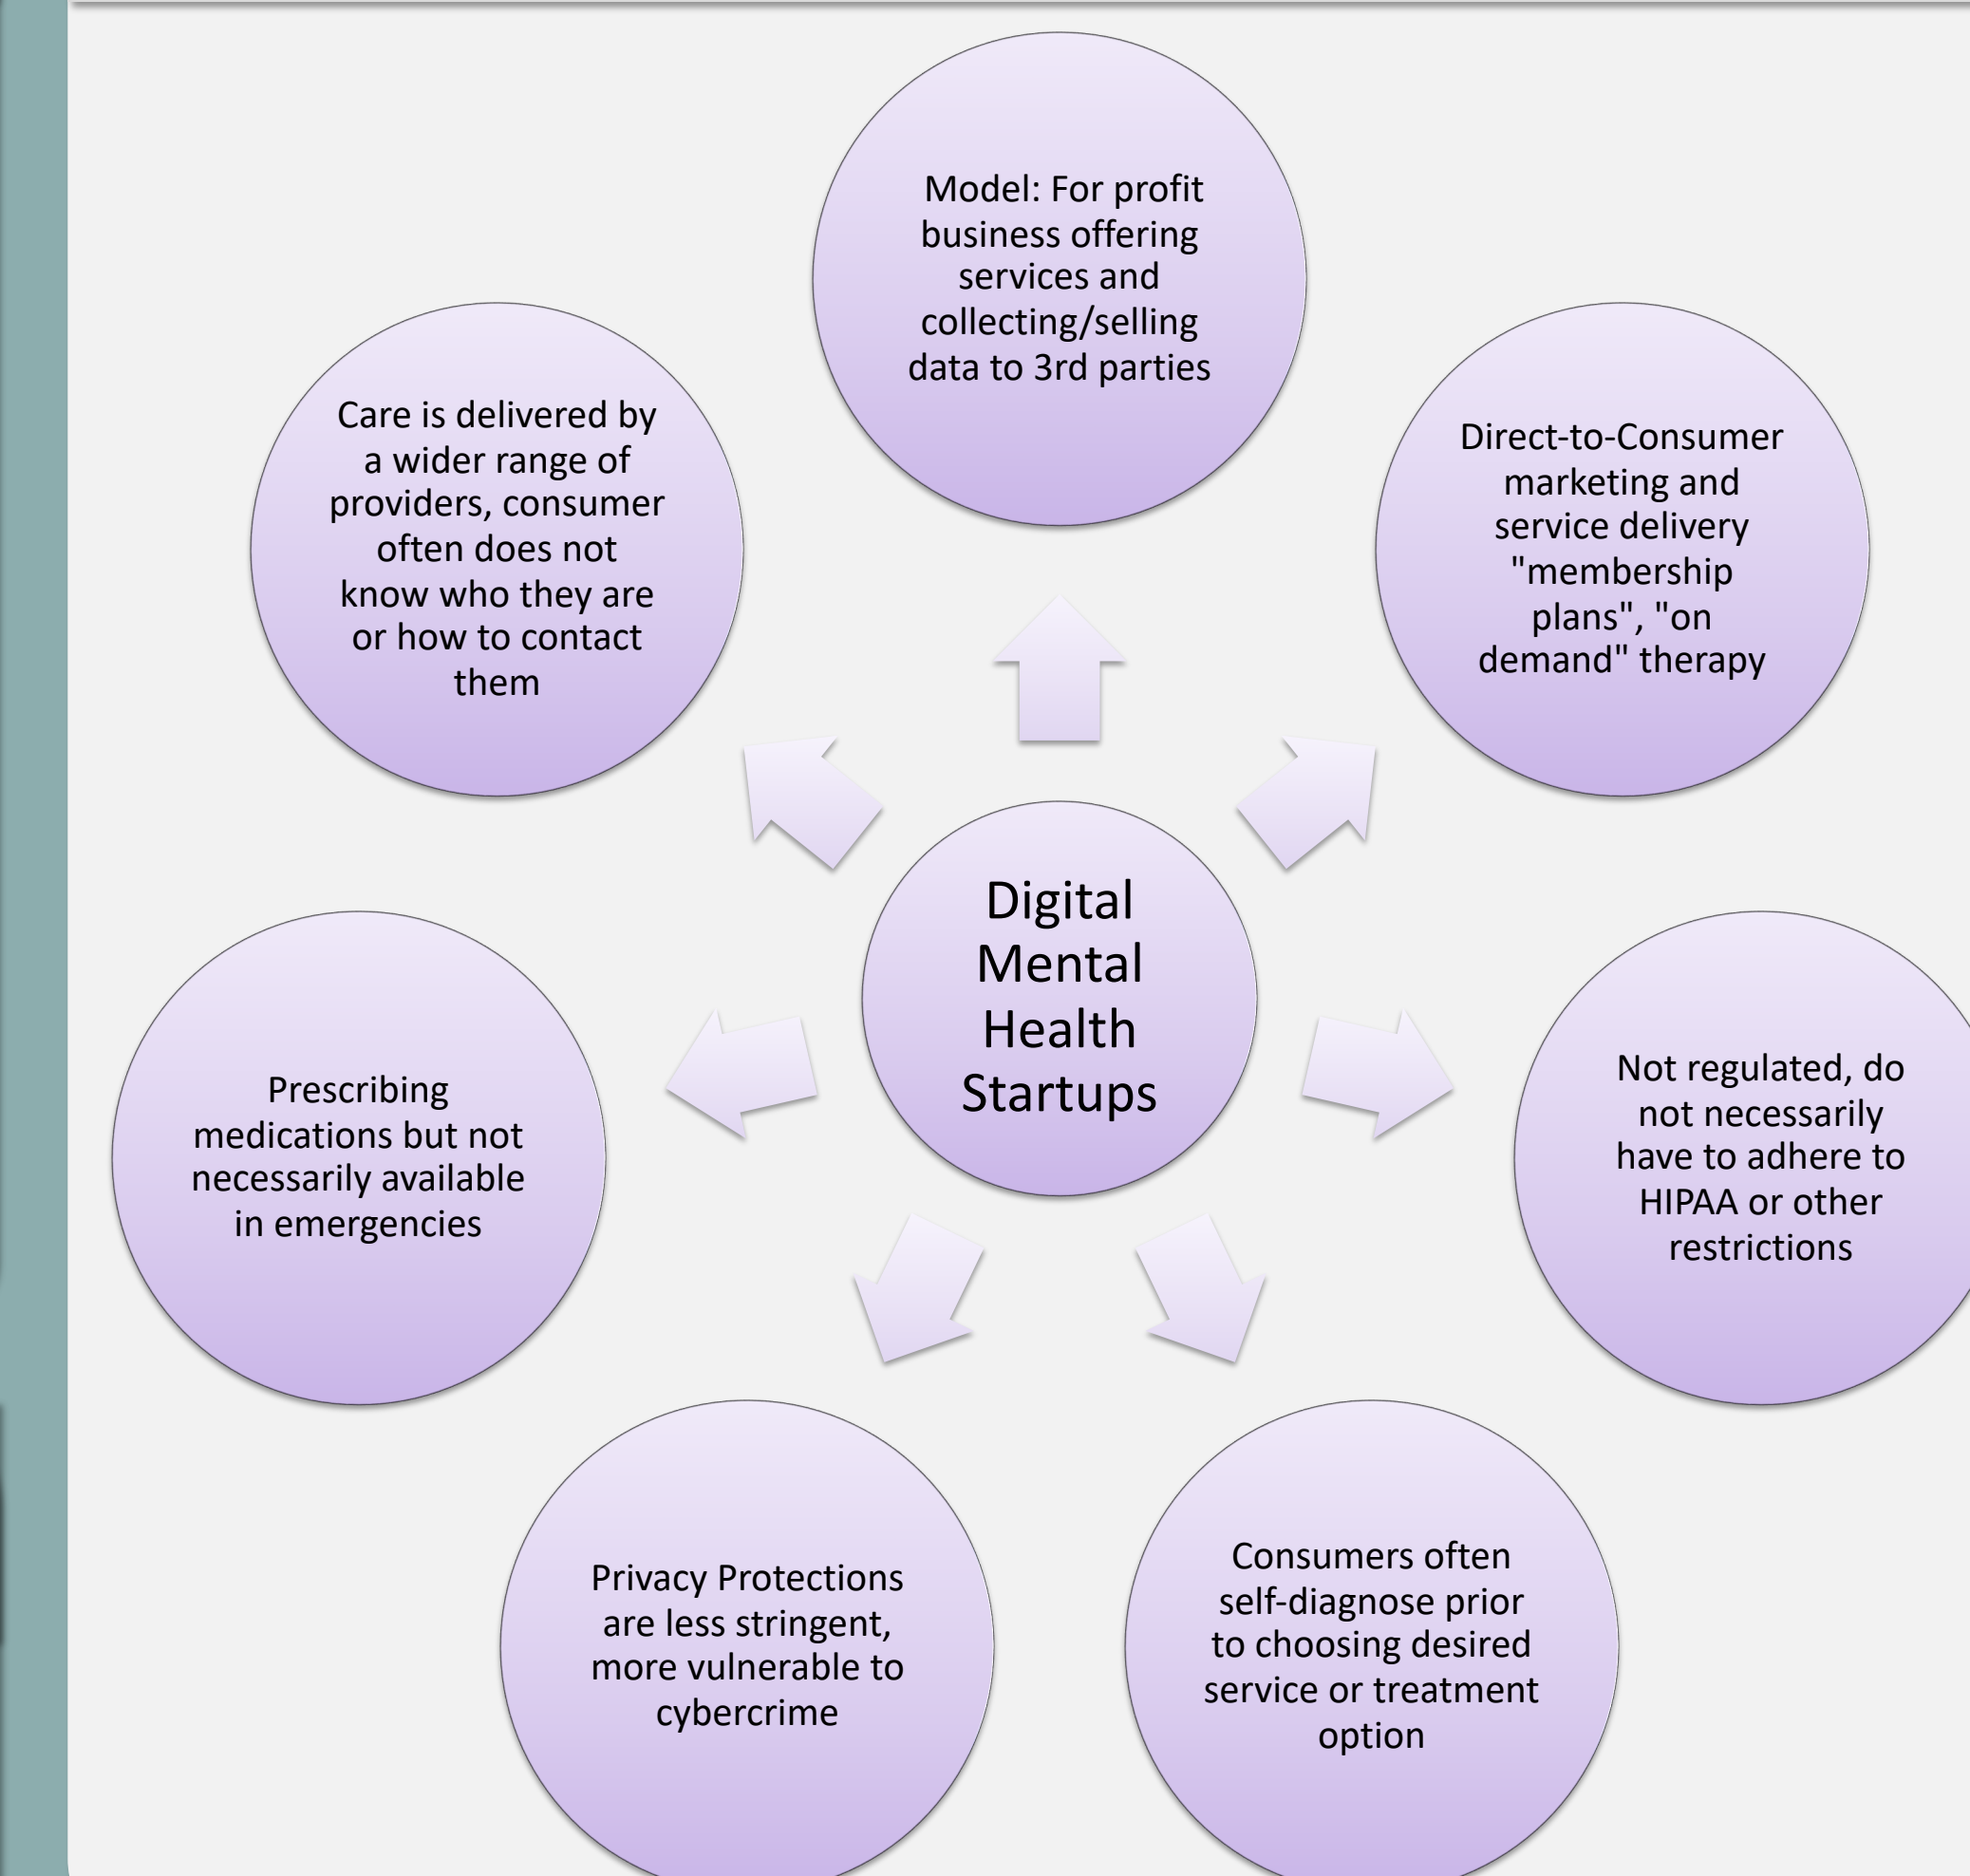 Model: For profit
business offering
services and
collecting/selling
data to 3rd parties
Direct-to-Consumer
marketing and
service delivery
"membership
plans", "on
demand" therapy
Not regulated, do
not necessarily
have to adhere to
HIPAA or other
restrictions
Consumers often
self-diagnose prior
to choosing desired
service or treatment
option
Privacy Protections
are less stringent,
more vulnerable to
cybercrime
Prescribing
medications but not
necessarily available
in emergencies
Care is delivered by
a wider range of
providers, consumer
often does not
know who they are
or how to contact
them
Digital
Mental
Health
Startups